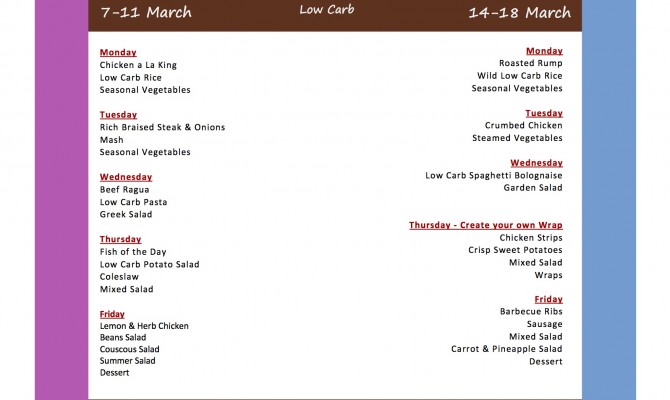 7-11 March
Low Carb
14-18 March
Monday
Chicken a La King
Low Carb Rice
Seasonal Vegetables
Tuesday
Rich Braised Steak & Onions
Mash
Seasonal Vegetables
Wednesday
Beef Ragua
Low Carb Pasta
Greek Salad
Thursday
Fish of the Day
Low Carb Potato Salad
Coleslaw
Mixed Salad
Friday
Lemon & Herb Chicken
Beans Salad
Couscous Salad
Summer Salad
Dessert
Monday
Roasted Rump
Wild Low Carb Rice
Seasonal Vegetables
Tuesday
Crumbed Chicken
Steamed Vegetables
Wednesday
Low Carb Spaghetti Bolognaise
Garden Salad
Thursday - Create your own Wrap
Chicken Strips
Crisp Sweet Potatoes
Mixed Salad
Wraps
Friday
Barbecue Ribs
Sausage
Mixed Salad
Carrot & Pineapple Salad
Dessert